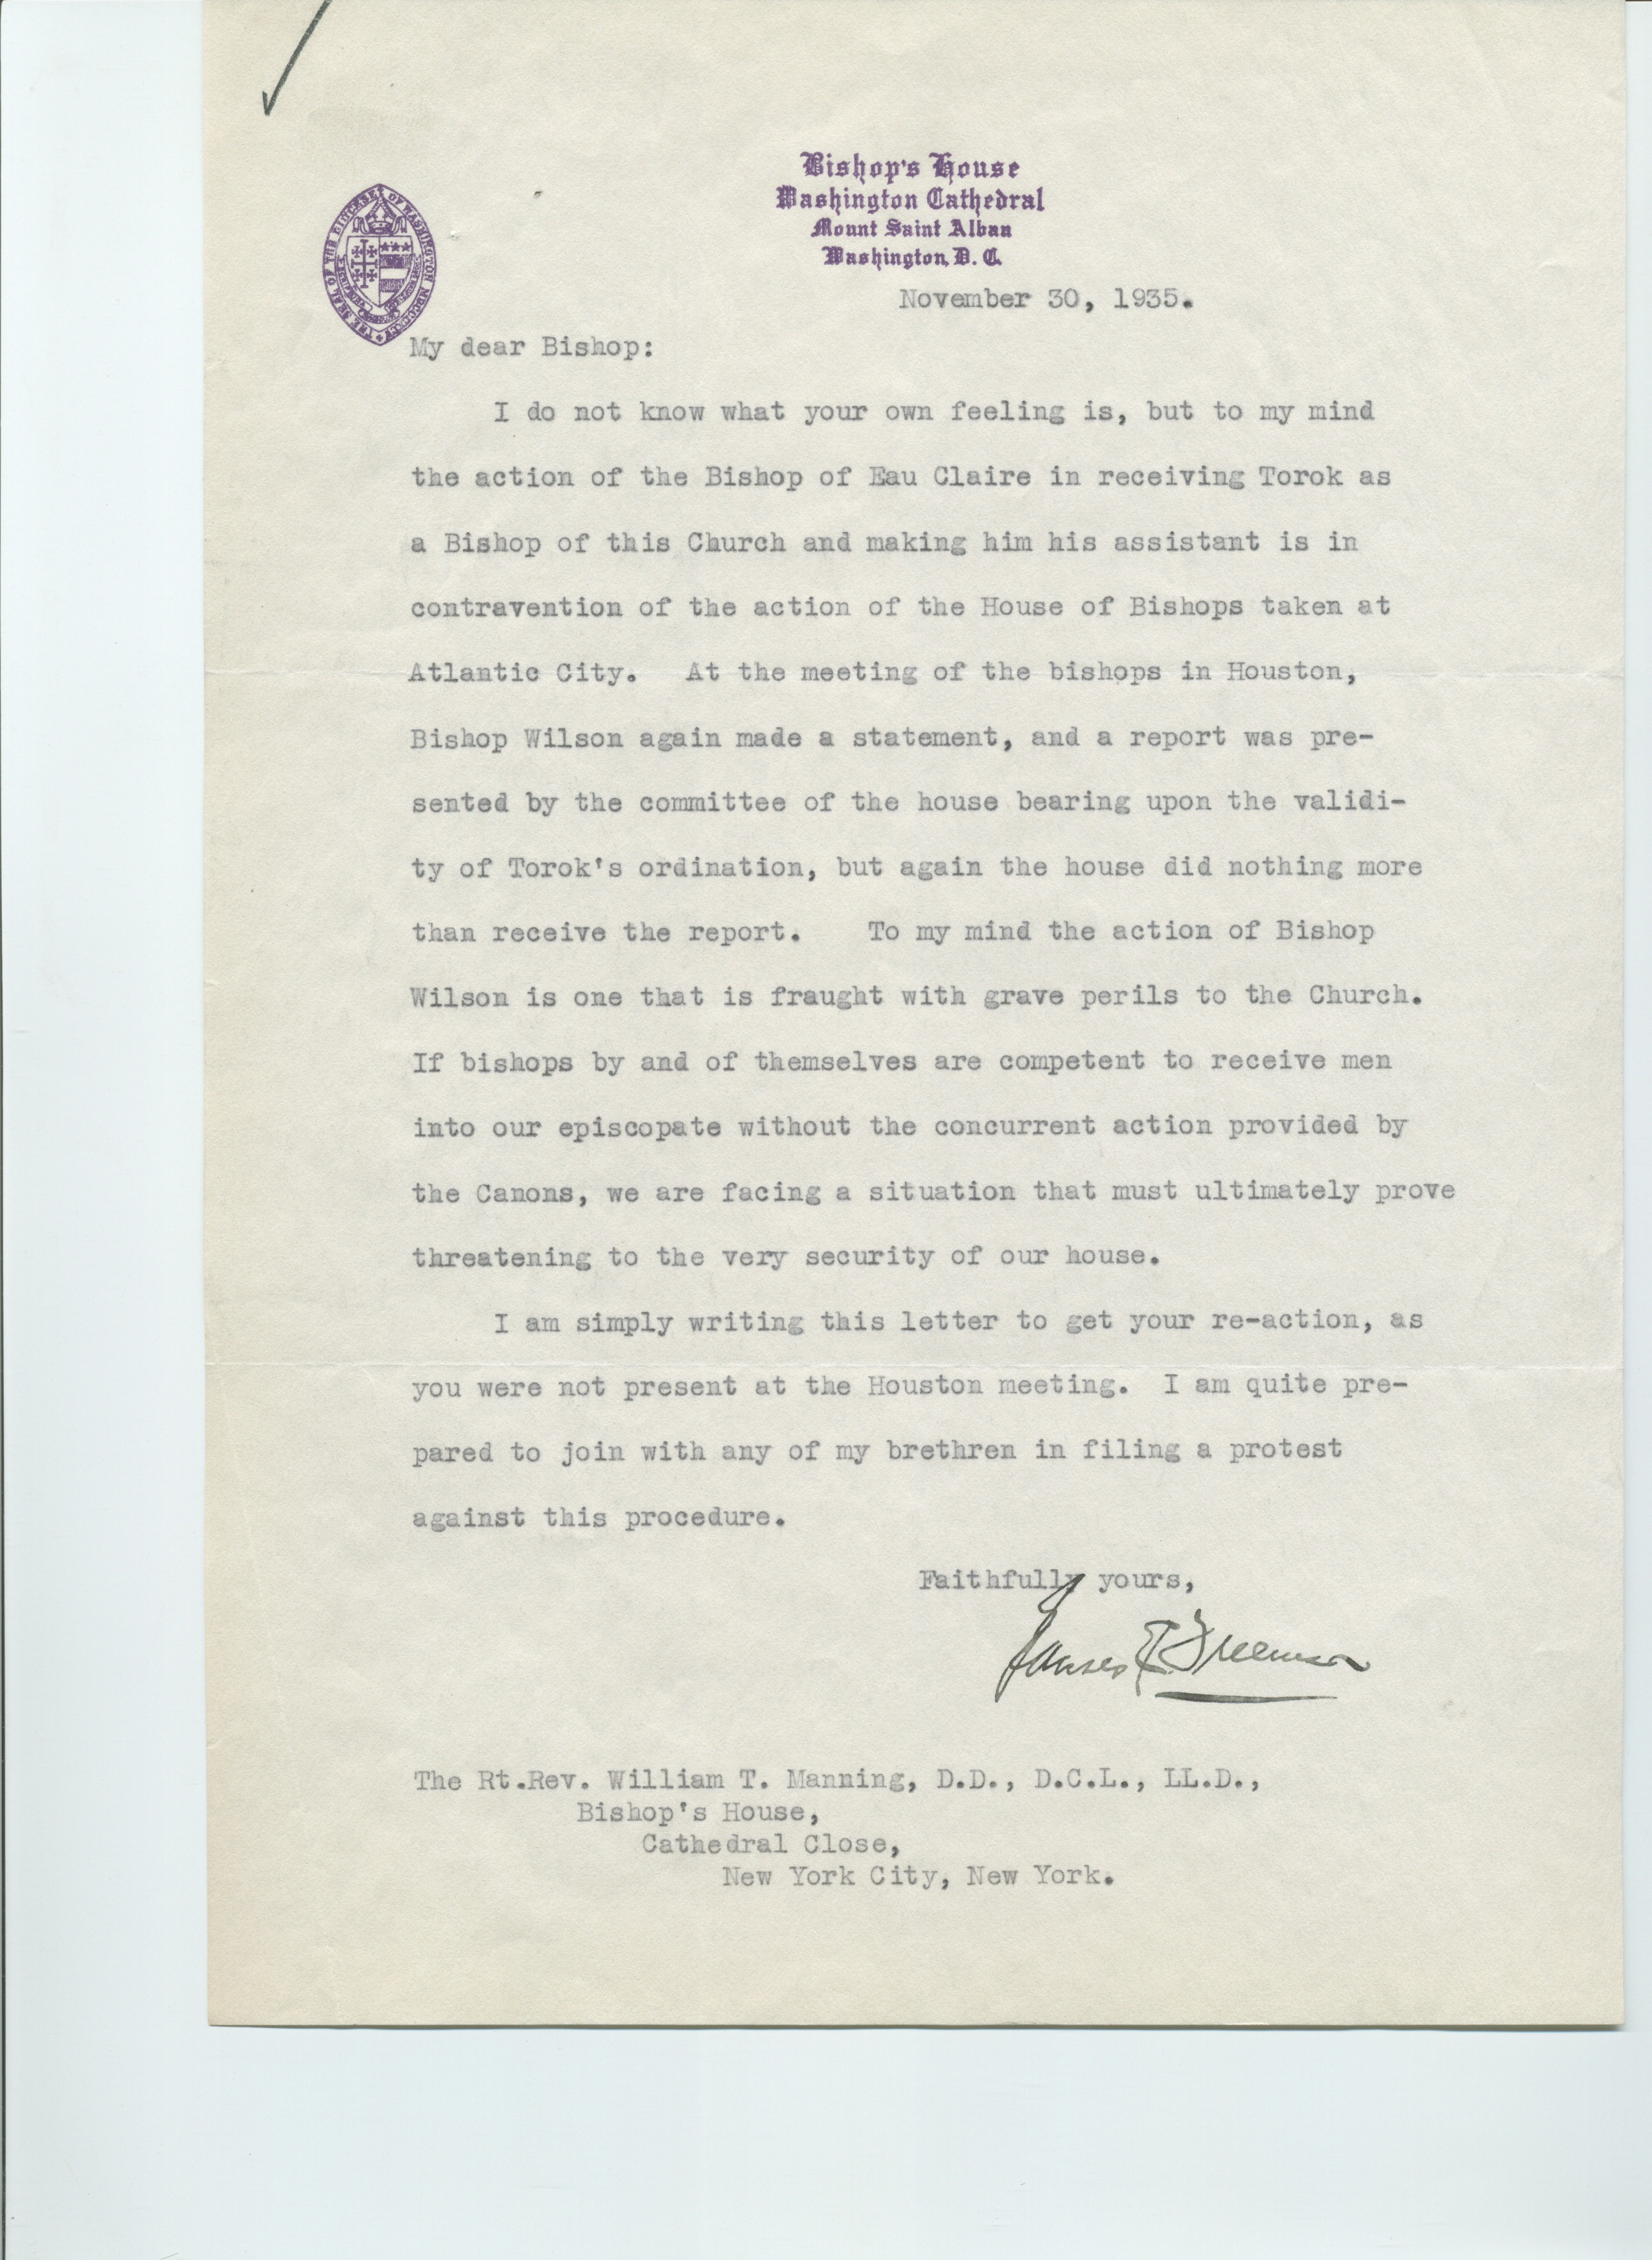 Bishop's House
Washington Cathedral
Mount Saint Alban
Washington, D. C.
THE SEAL OF THE DIOCESE OF WASHINGTON
November 30, 1935.
My dear Bishop:
I do not know what your own feeling is, but to my mind
the action of the Bishop of Eau Claire in receiving Torok as
a Bishop of this Church and making him his assistant is in
contravention of the action of the House of Bishops taken at
Atlantic City. At the meeting of the bishops in Houston,
Bishop Wilson again made a statement, and a report was pre-
sented by the committee of the house bearing upon the validi-
ty of Torok's ordination, but again the house did nothing more
than receive the report. To my mind the action of Bishop
Wilson is one that is fraught with grave perils to the Church.
If bishops by and of themselves are competent to receive men
into our episcopate without the concurrent action provided by
the Canons, we are facing a situation that must ultimately prove
threatening to the very security of our house.
I am simply writing this letter to get your re-action, as
you were not present at the Houston meeting. I am quite pre-
pared to join with any of my brethren in filing a protest
against this procedure.
Faithfully yours,
James E. Freeman
The Rt.Rev. William T. Manning, D.D., D.C.L., LL.D.,
Bishop's House,
Cathedral Close,
New York City, New York.